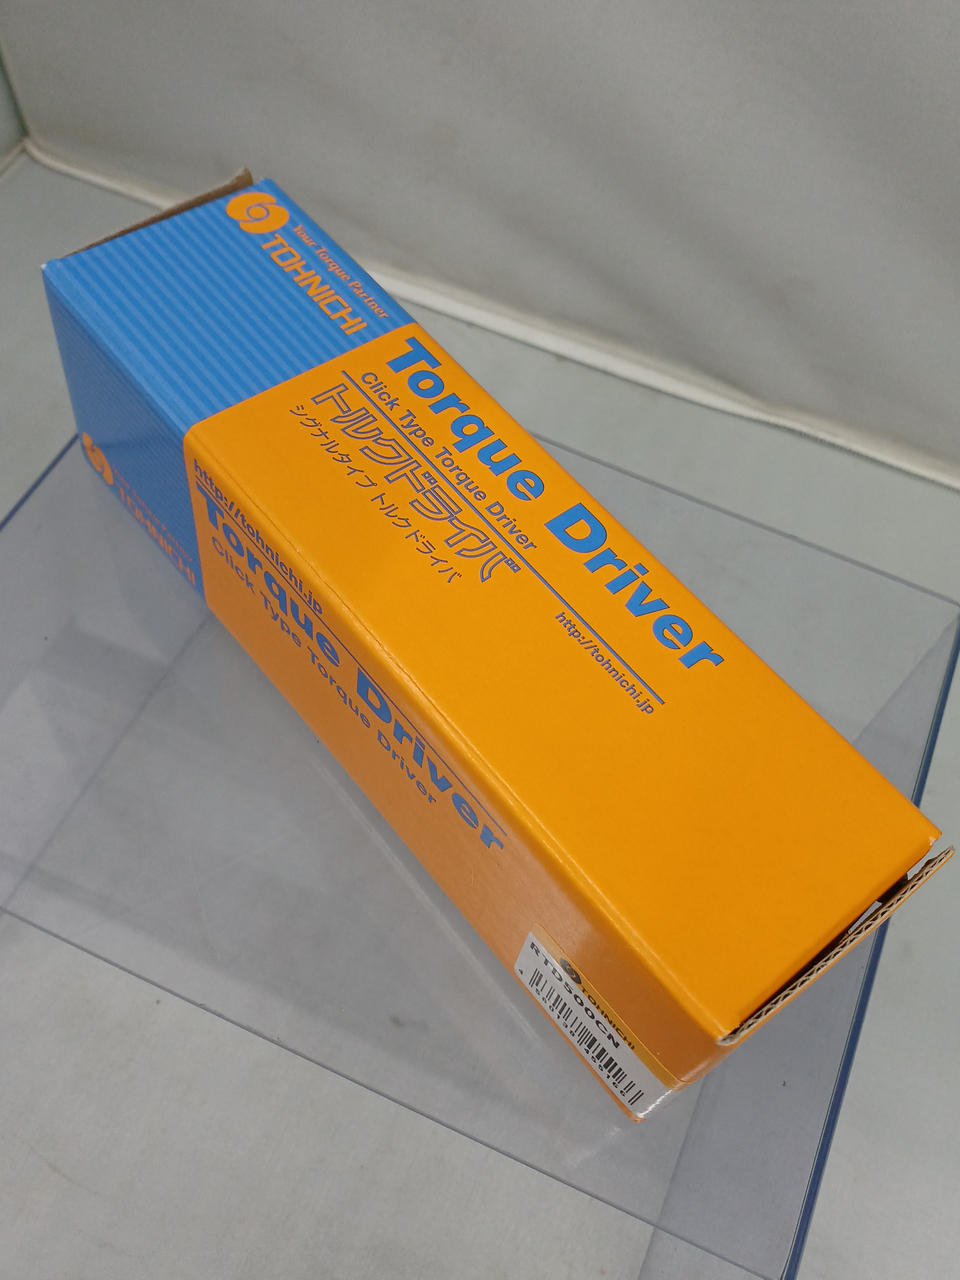 Your Torque Partner
TOHNICHI
Torque Driver
Click Type Torque Driver
トルクドライバ
シグナルタイプ トルクドライバ
http://tohnichi.jp
TOHNICHI
http://tohnichi.jp
Torque Driver
Click Type Torque Driver
TOHNICHI
RTD500CN